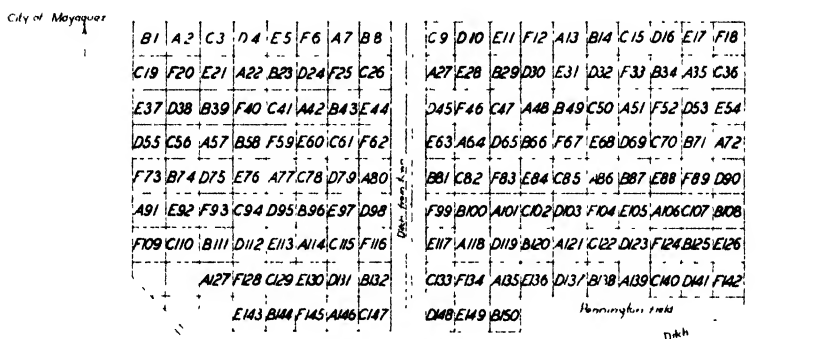 City of Mayaguez
B1 A2 C3 D4 E5 F6 A7 B8 C9 D10 E11 F12 A13 B14 C15 D16 E17 F18
C19 F20 E21 A22 B23 D24 F25 C26 A27 E28 B29 D30 E31 D32 F33 B34 A35 C36
E37 D38 B39 F40 C41 A42 B43 E44 D45 F46 C47 A48 B49 C50 A51 F52 D53 E54
D55 C56 A57 B58 F59 E60 C61 F62 E63 A64 D65 B66 F67 E68 D69 C70 B71 A72
F73 B74 D75 E76 A77 C78 D79 A80 B81 C82 F83 E84 C85 A86 B87 E88 F89 D90
A91 E92 F93 C94 D95 B96 E97 D98 F99 B100 A101 C102 D103 F104 E105 A106 C107 B108
F109 C110 B111 D112 E113 A114 C115 F116 E117 A118 D119 B120 A121 C122 D123 F124 B125 E126
A127 F128 C129 E130 D131 B132 C133 F134 A135 E136 D137 B138 A139 C140 D141 F142
E143 B144 F145 A146 C147 D148 E149 B150
Ditch from
Pennington field
Ditch